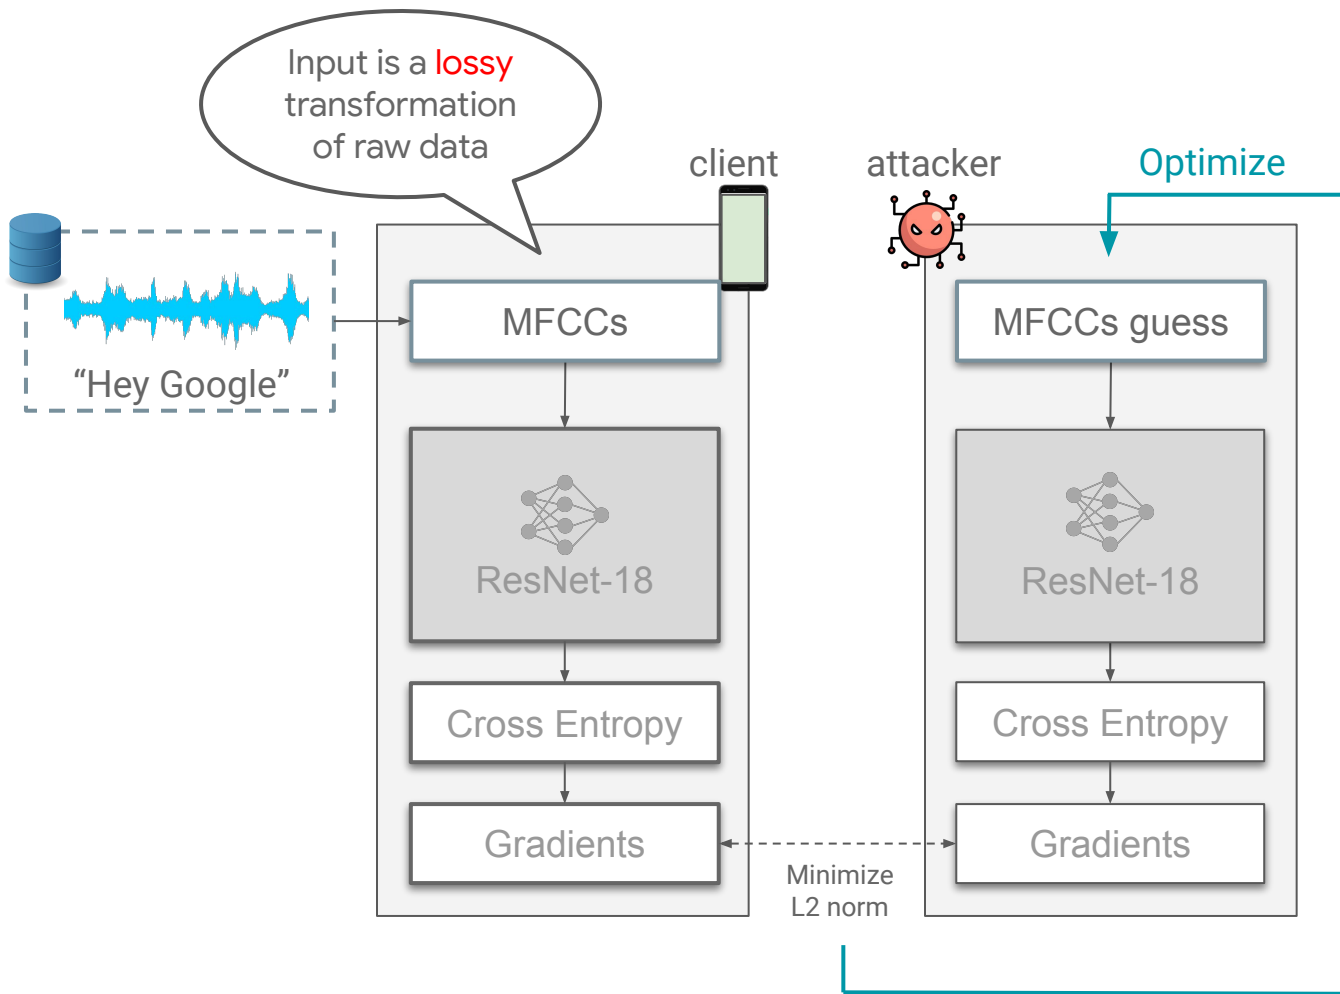 Input is a lossy
transformation
of raw data
client
attacker
Optimize
“Hey Google”
MFCCs
ResNet-18
Cross Entropy
Gradients
MFCCs guess
ResNet-18
Cross Entropy
Gradients
Minimize
L2 norm